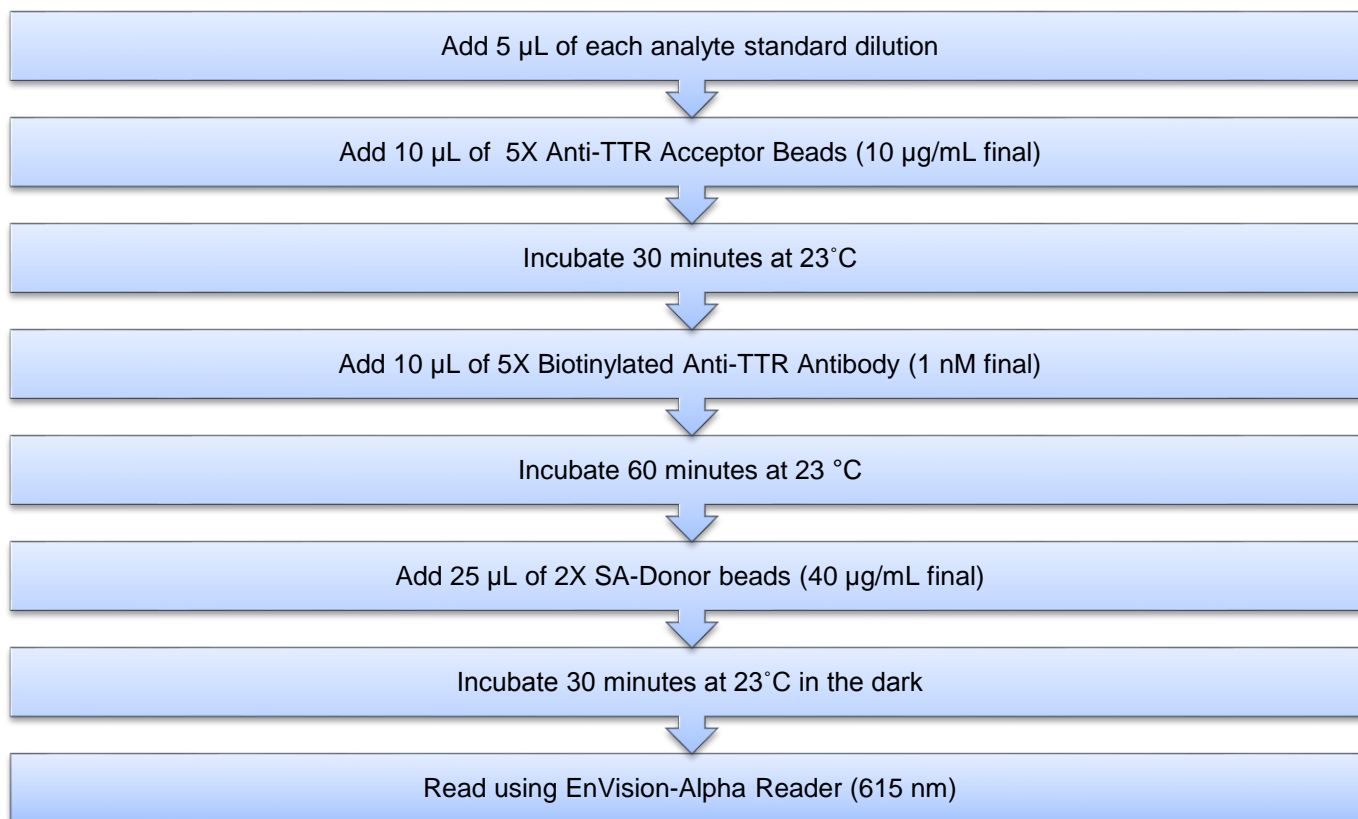 Add 5 µL of each analyte standard dilution
Add 10 µL of  5X Anti-TTR Acceptor Beads (10 µg/mL final)
Incubate 30 minutes at 23˚C
Add 10 µL of 5X Biotinylated Anti-TTR Antibody (1 nM final)
Incubate 60 minutes at 23 °C
Add 25 µL of 2X SA-Donor beads (40 µg/mL final)
Incubate 30 minutes at 23˚C in the dark
Read using EnVision-Alpha Reader (615 nm)